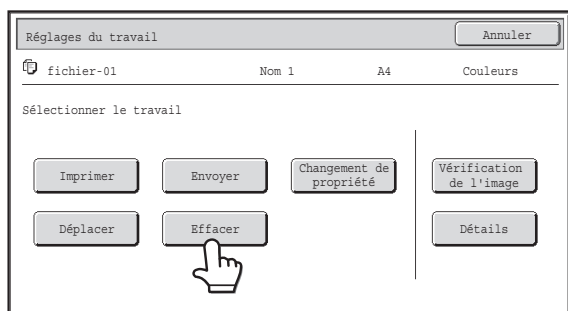 Réglages du travail
Annuler
fichier-01 Nom 1 A4 Couleurs
Sélectionner le travail
Imprimer
Envoyer
Changement de
propriété
Vérification
de l'image
Déplacer
Effacer
Détails